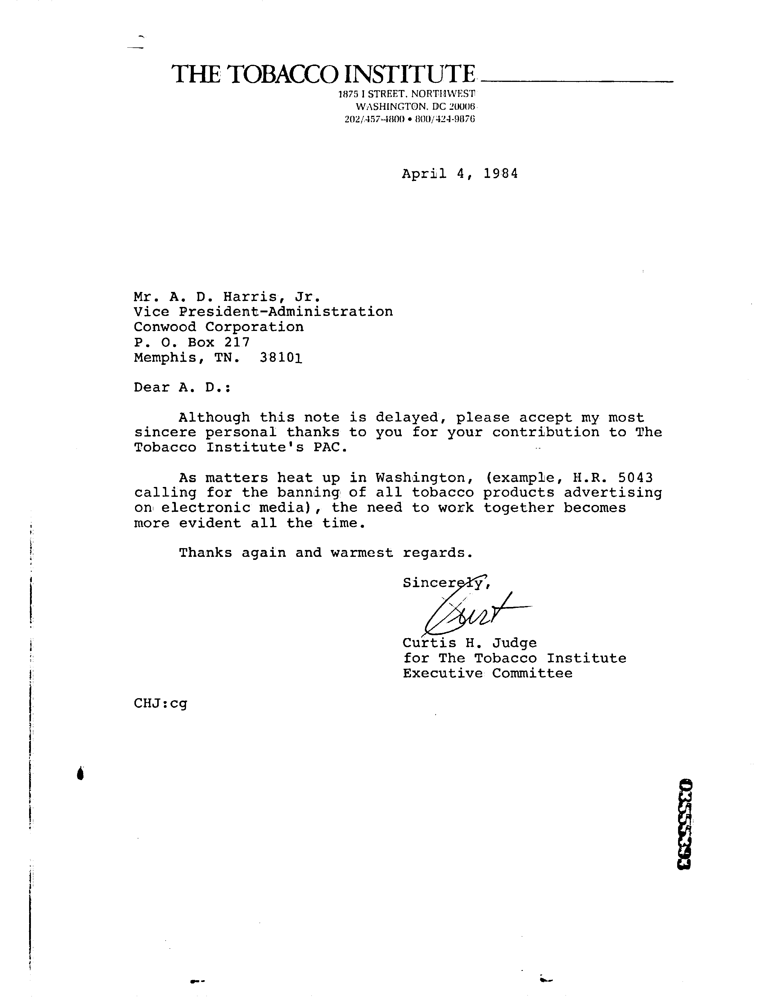 THE TOBACCO INSTITUTE
1875 I STREET, NORTHWEST
WASHINGTON, DC 20006
202/457-4800 • 800/424-9876
April 4, 1984
Mr. A. D. Harris, Jr.
Vice President-Administration
Conwood Corporation
P. O. Box 217
Memphis, TN.  38101
Dear A. D.:
Although this note is delayed, please accept my most
sincere personal thanks to you for your contribution to The
Tobacco Institute's PAC.
As matters heat up in Washington, (example, H.R. 5043
calling for the banning of all tobacco products advertising
on electronic media), the need to work together becomes
more evident all the time.
Thanks again and warmest regards.
Sincerely,
Curt
Curtis H. Judge
for The Tobacco Institute
Executive Committee
CHJ:cg
03555393